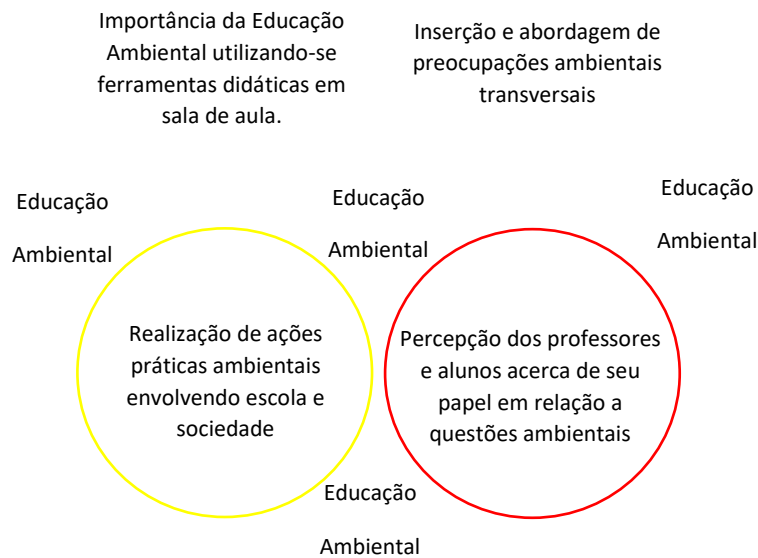 Importância da Educação
Ambiental utilizando-se
ferramentas didáticas em
sala de aula.
Inserção e abordagem de
preocupações ambientais
transversais
Educação
Ambiental
Educação
Ambiental
Educação
Ambiental
Realização de ações
práticas ambientais
envolvendo escola e
sociedade
Percepção dos professores
e alunos acerca de seu
papel em relação a
questões ambientais
Educação
Ambiental